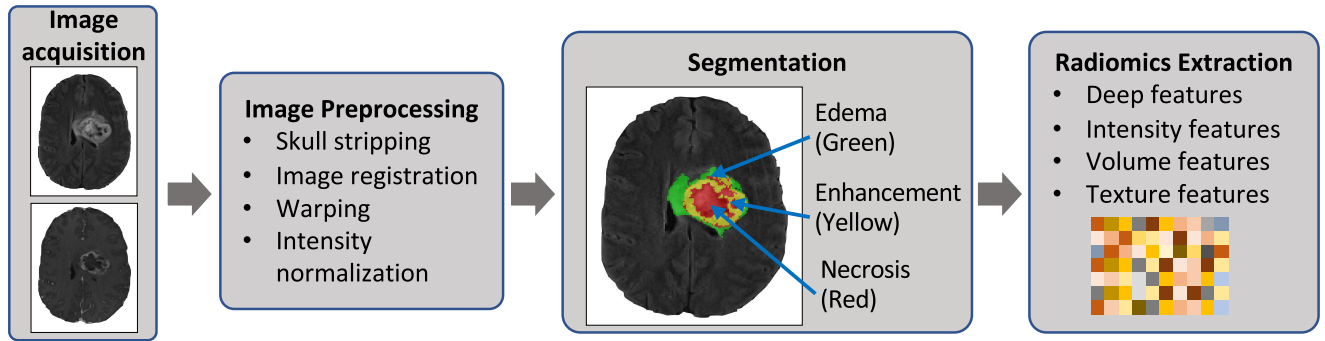 Image
acquisition
Image Preprocessing
• Skull stripping
• Image registration
• Warping
• Intensity
normalization
Segmentation
Edema
(Green)
Enhancement
(Yellow)
Necrosis
(Red)
Radiomics Extraction
• Deep features
• Intensity features
• Volume features
• Texture features